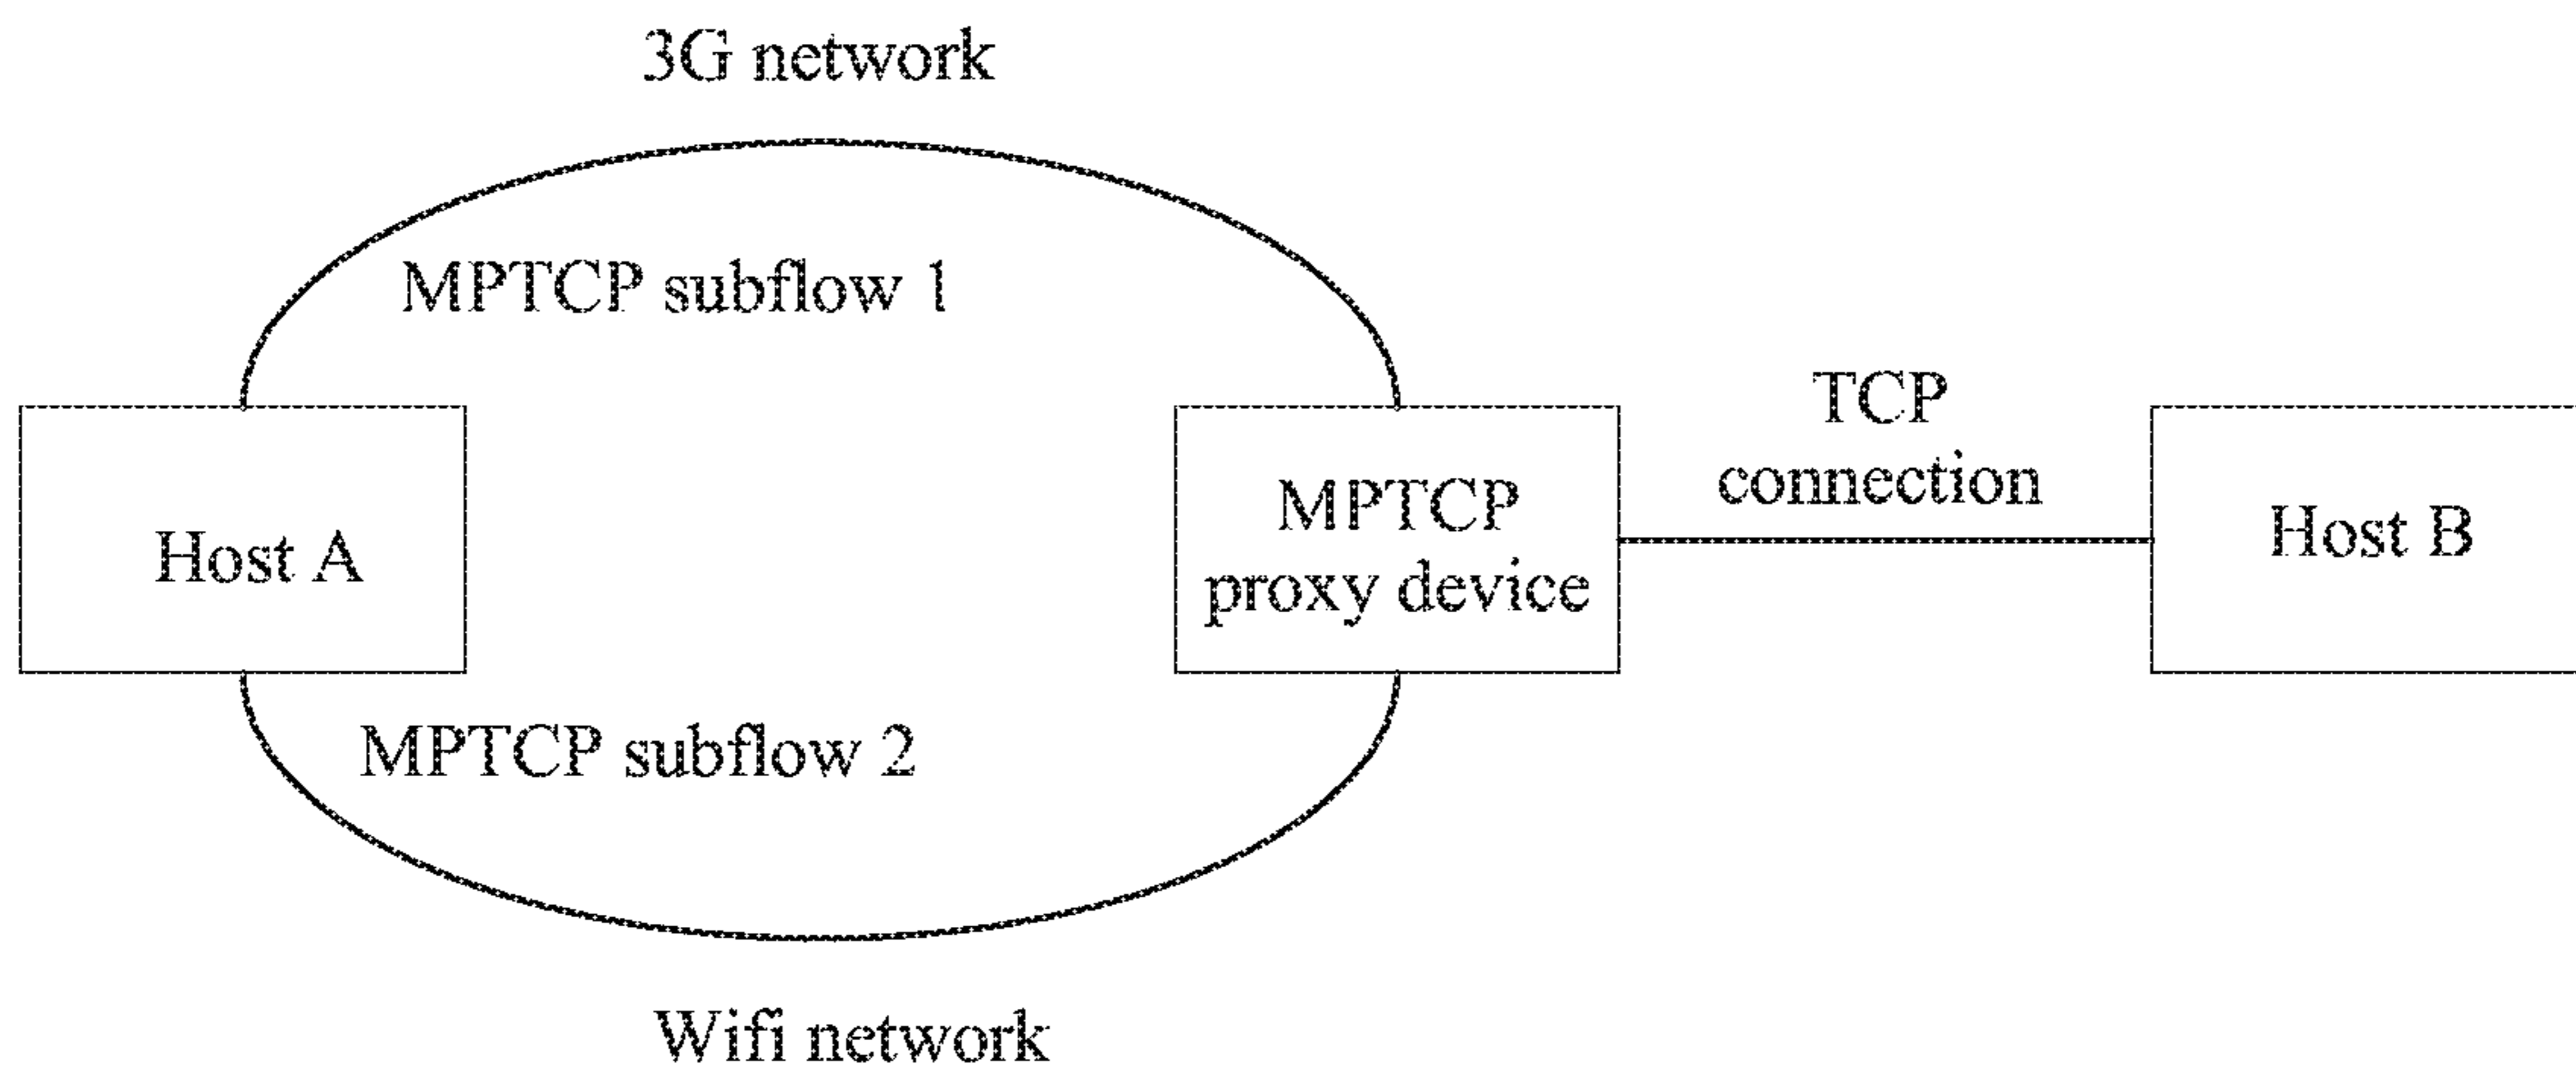 3G network
MPTCP subflow 1
TCP
connection
Host A
MPTCP
proxy device
Host B
MPTCP subflow 2
Wifi network